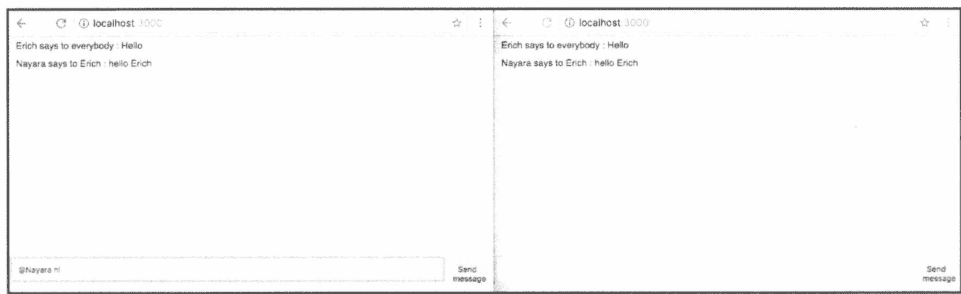 localhost:3000
Erich says to everybody : Hello
Nayara says to Erich : hello Erich
@Nayara hi
Send
message
localhost:3000
Erich says to everybody : Hello
Nayara says to Erich : hello Erich
Send
message